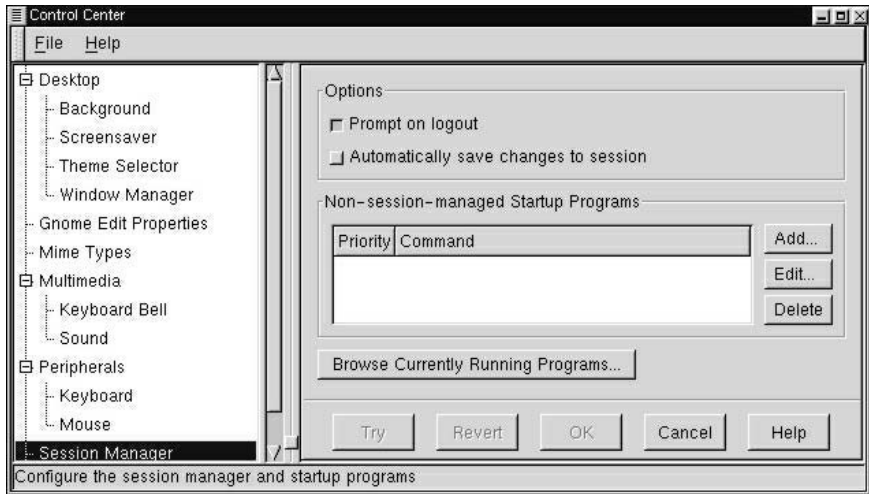 Control Center
File Help
Desktop
Background
Screensaver
Theme Selector
Window Manager
Gnome Edit Properties
Mime Types
Multimedia
Keyboard Bell
Sound
Peripherals
Keyboard
Mouse
Session Manager
Options
Prompt on logout
Automatically save changes to session
Non-session-managed Startup Programs
Priority Command
Add...
Edit...
Delete
Browse Currently Running Programs...
Try Revert OK Cancel Help
Configure the session manager and startup programs